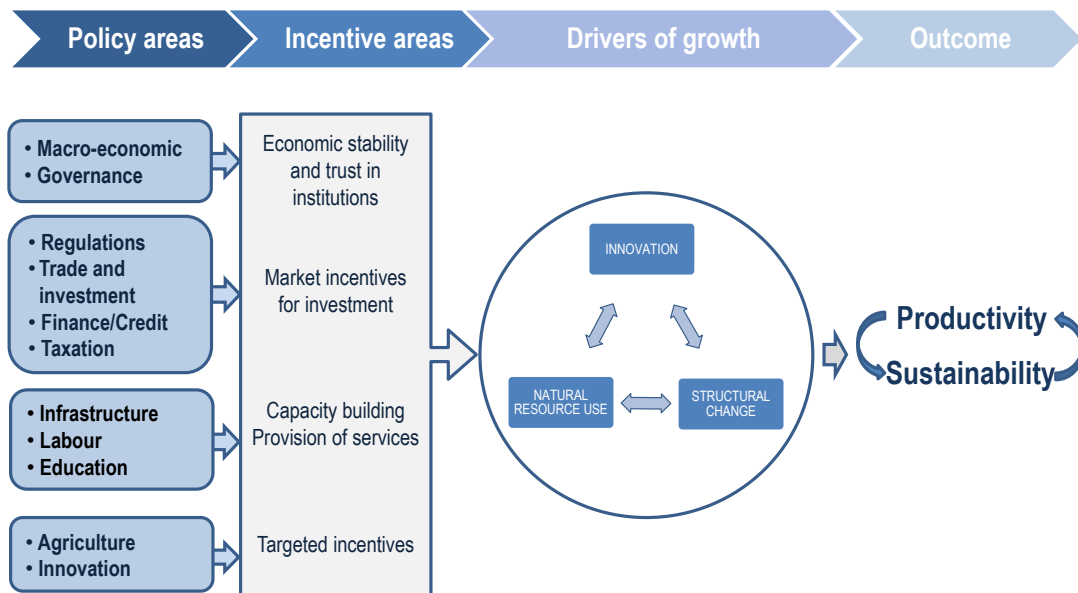 Policy areas
Incentive areas
Drivers of growth
Outcome
• Macro-economic
• Governance
• Regulations
• Trade and
investment
• Finance/Credit
• Taxation
• Infrastructure
• Labour
• Education
• Agriculture
• Innovation
Economic stability
and trust in
institutions
Market incentives
for investment
Capacity building
Provision of services
Targeted incentives
INNOVATION
NATURAL
RESOURCE USE
STRUCTURAL
CHANGE
Productivity
Sustainability